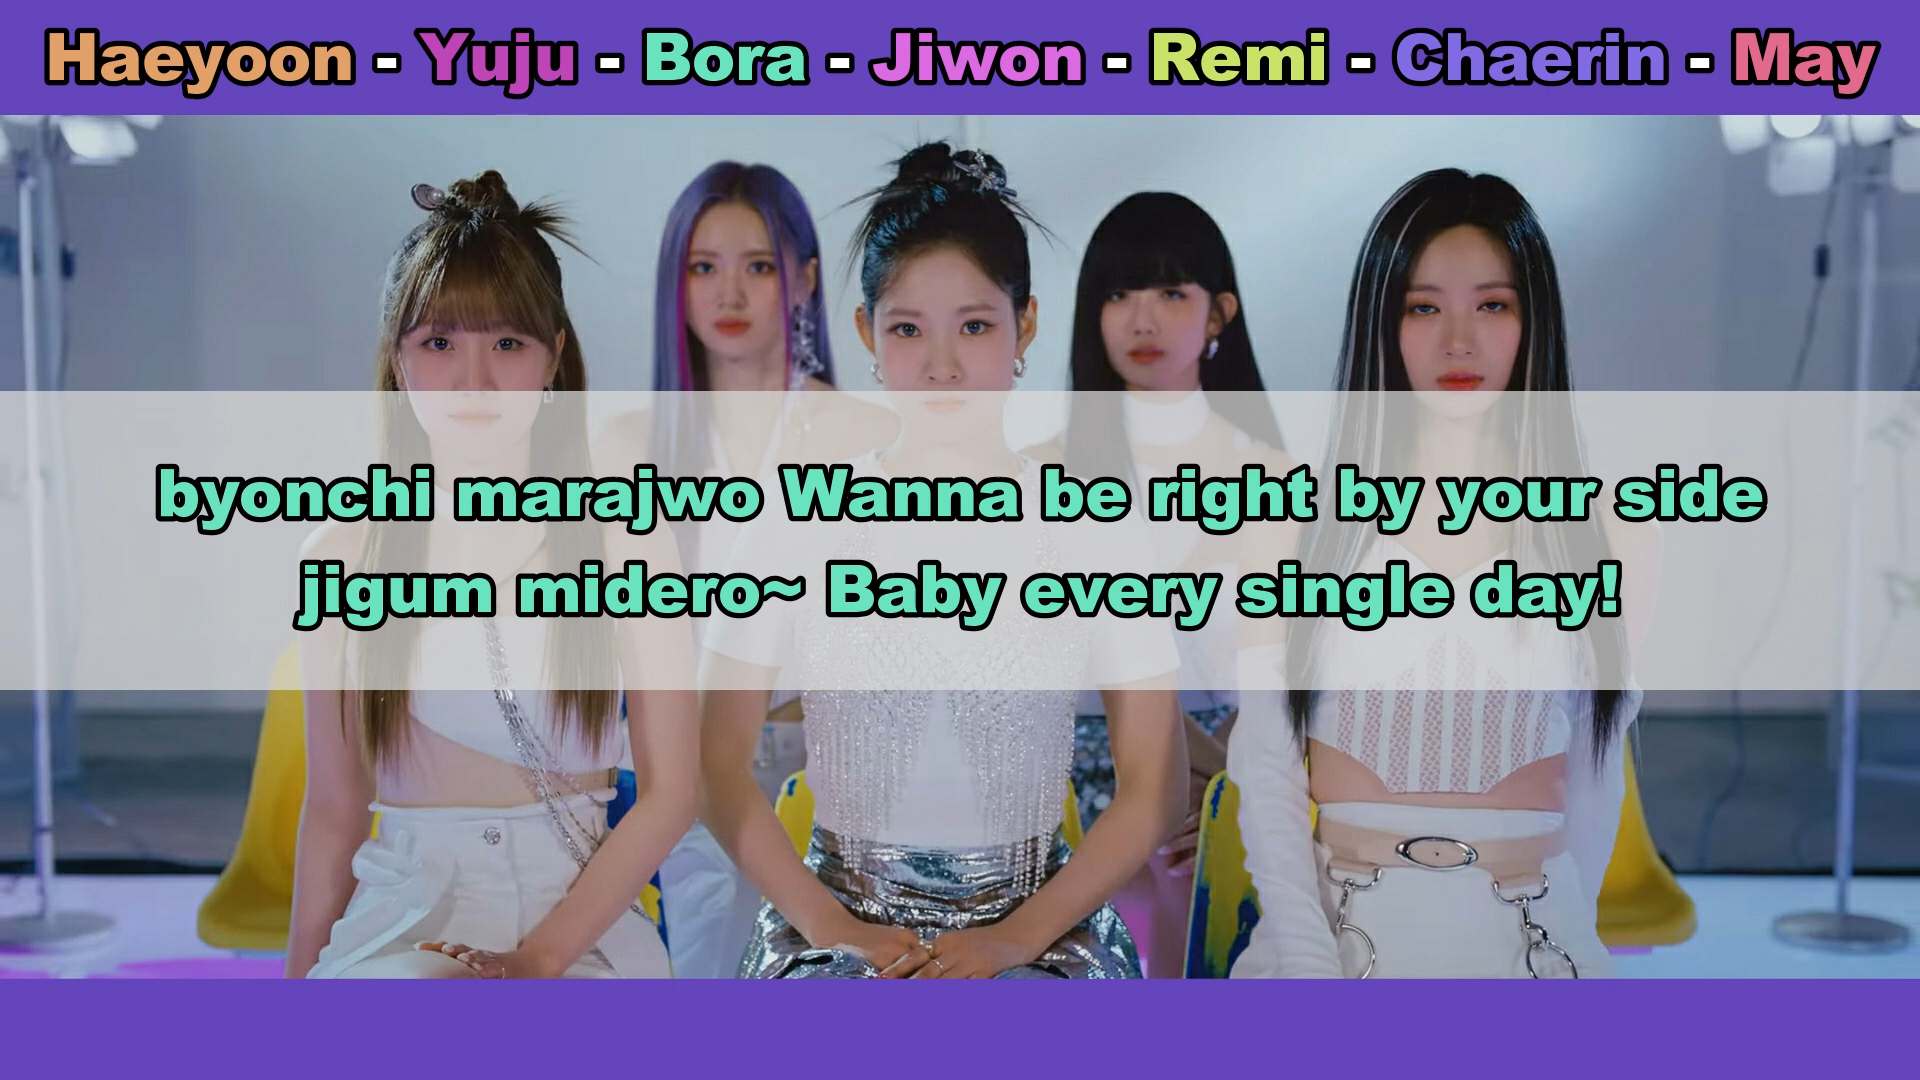 Haeyoon - Yuju - Bora - Jiwon - Remi - Chaerin - May
byonchi marajwo Wanna be right by your side
jigum midero~ Baby every single day!